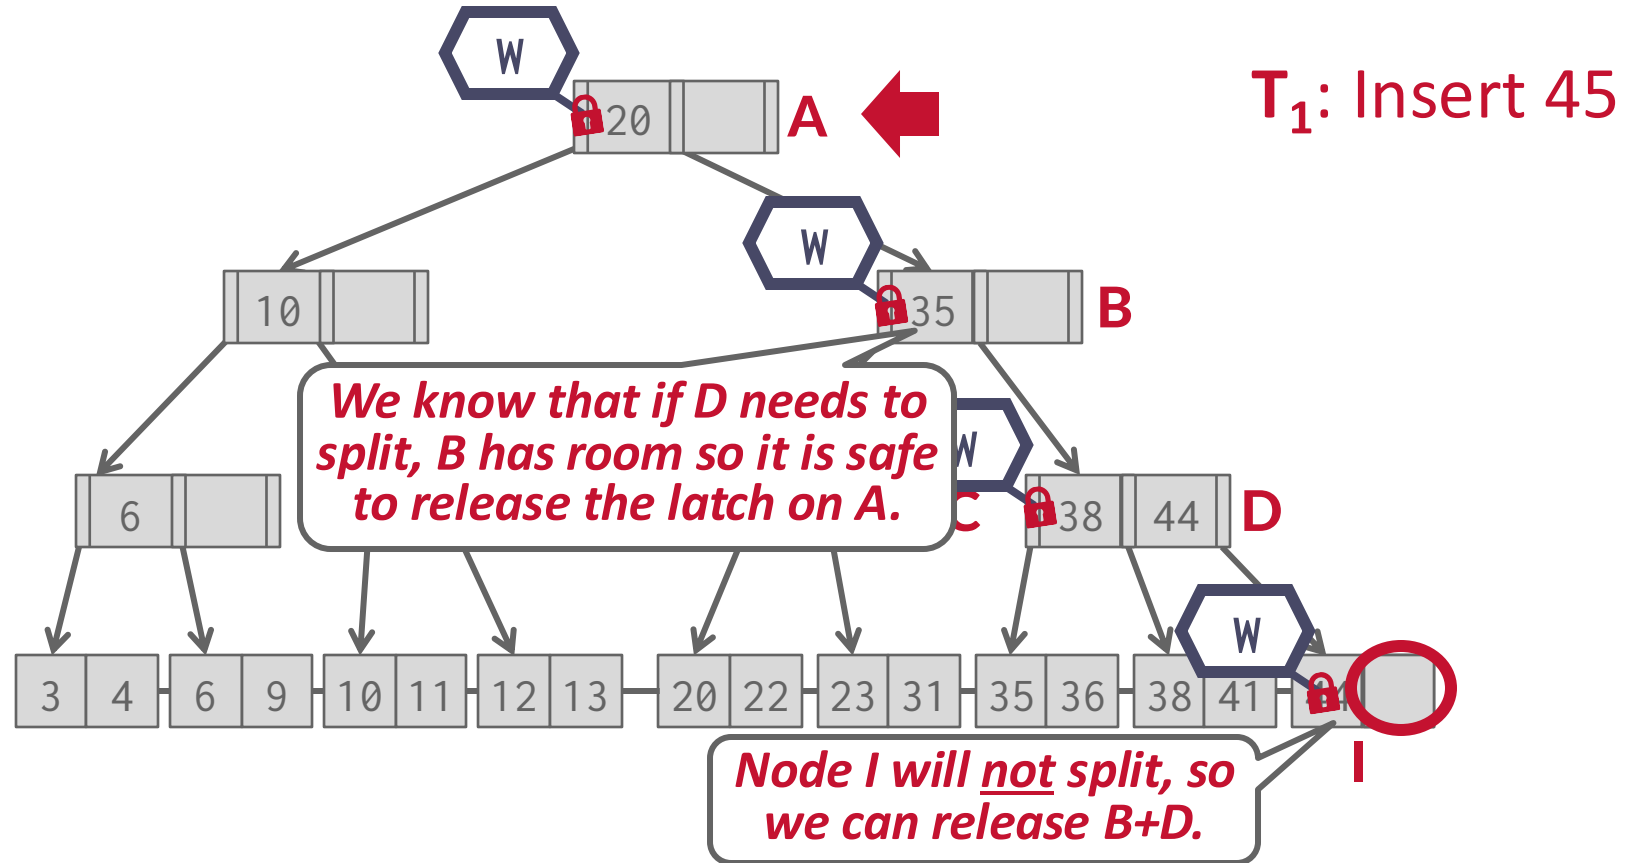 W
20
A
T1: Insert 45
W
10
35
B
We know that if D needs to
split, B has room so it is safe
to release the latch on A.
W
C
6
38 44
D
W
3 4 6 9 10 11 12 13 20 22 23 31 35 36 38 41 44
I
Node I will not split, so
we can release B+D.